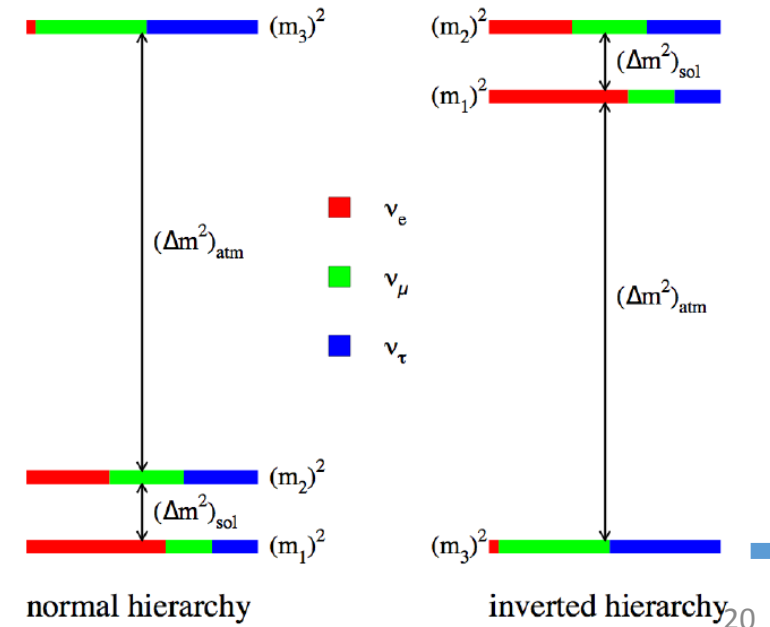 (m₃)²
(Δm²)atm
(m₂)²
(Δm²)sol
(m₁)²
normal hierarchy
νe
νμ
ντ
(m₂)²
(Δm²)sol
(m₁)²
(Δm²)atm
(m₃)²
inverted hierarchy
20